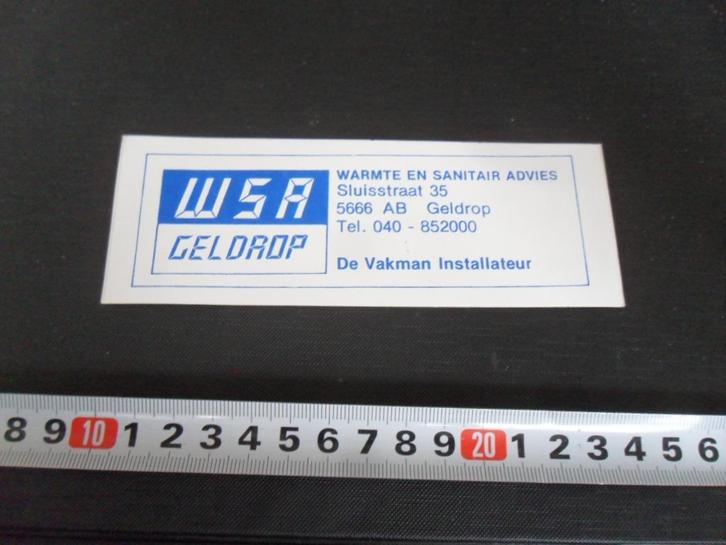 WSA
GELDROP
WARMTE EN SANITAIR ADVIES
Sluisstraat 35
5666 AB Geldrop
Tel. 040 - 852000
De Vakman Installateur
8 9 10 1 2 3 4 5 6 7 8 9 20 1 2 3 4 5 6